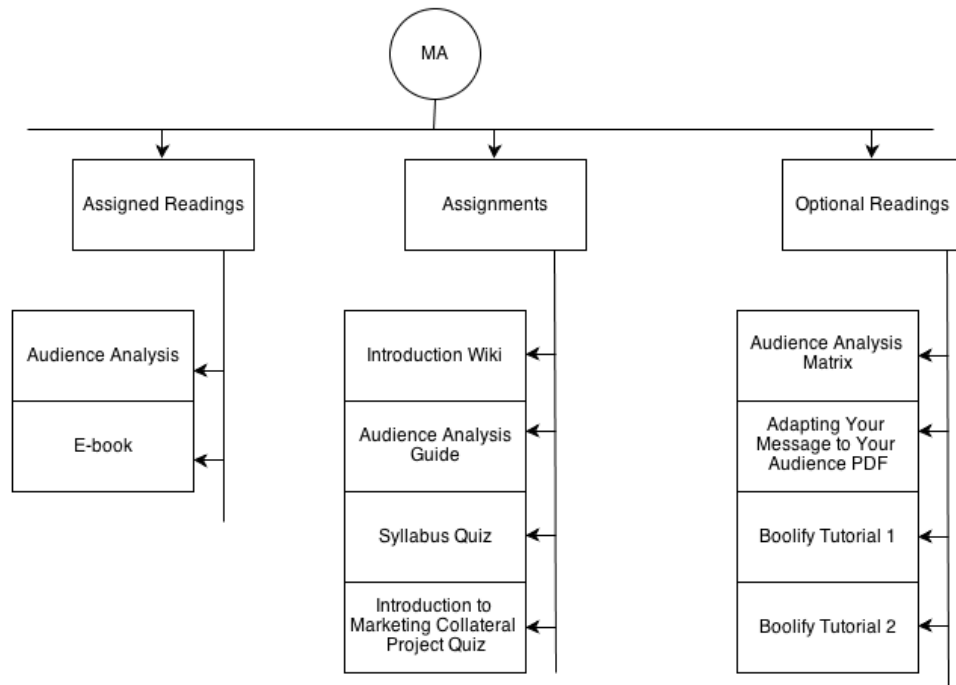 MA
Assigned Readings
Assignments
Optional Readings
Audience Analysis
E-book
Introduction Wiki
Audience Analysis
Guide
Syllabus Quiz
Introduction to
Marketing Collateral
Project Quiz
Audience Analysis
Matrix
Adapting Your
Message to Your
Audience PDF
Boolify Tutorial 1
Boolify Tutorial 2